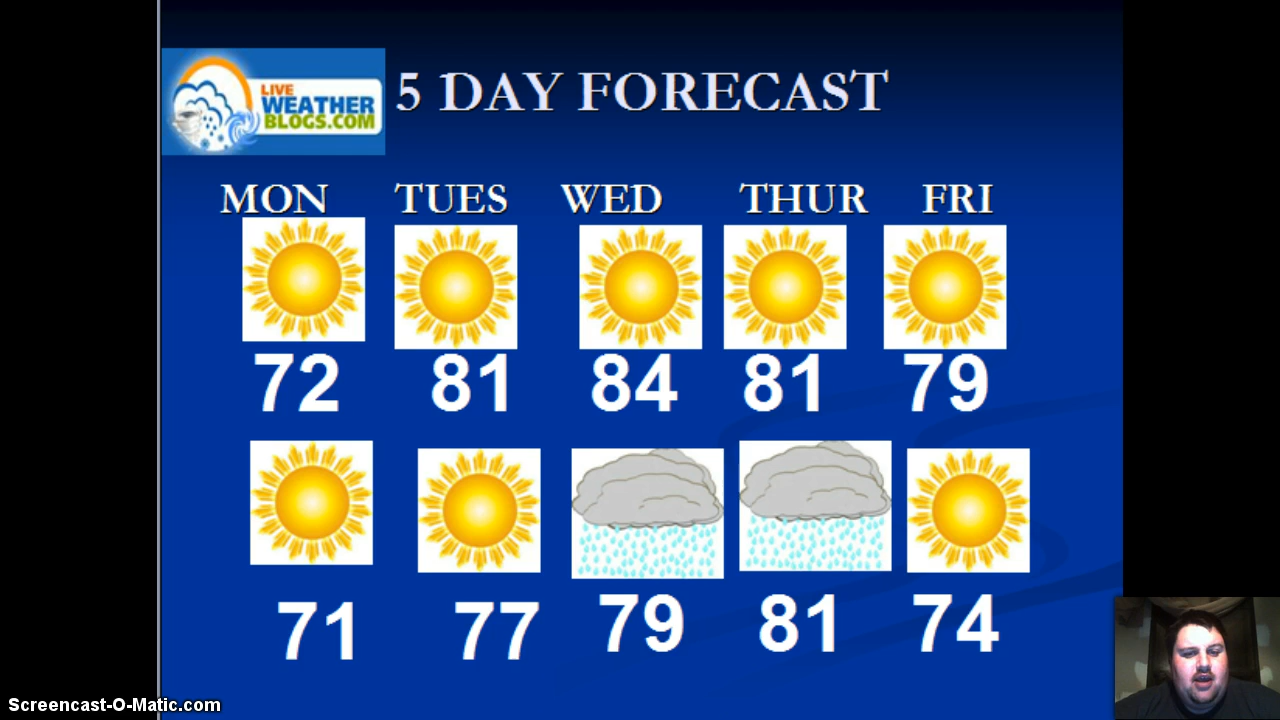 LIVE
WEATHER
BLOGS.COM
5 DAY FORECAST
MON TUES WED THUR FRI
72 81 84 81 79
71 77 79 81 74
Screencast-O-Matic.com